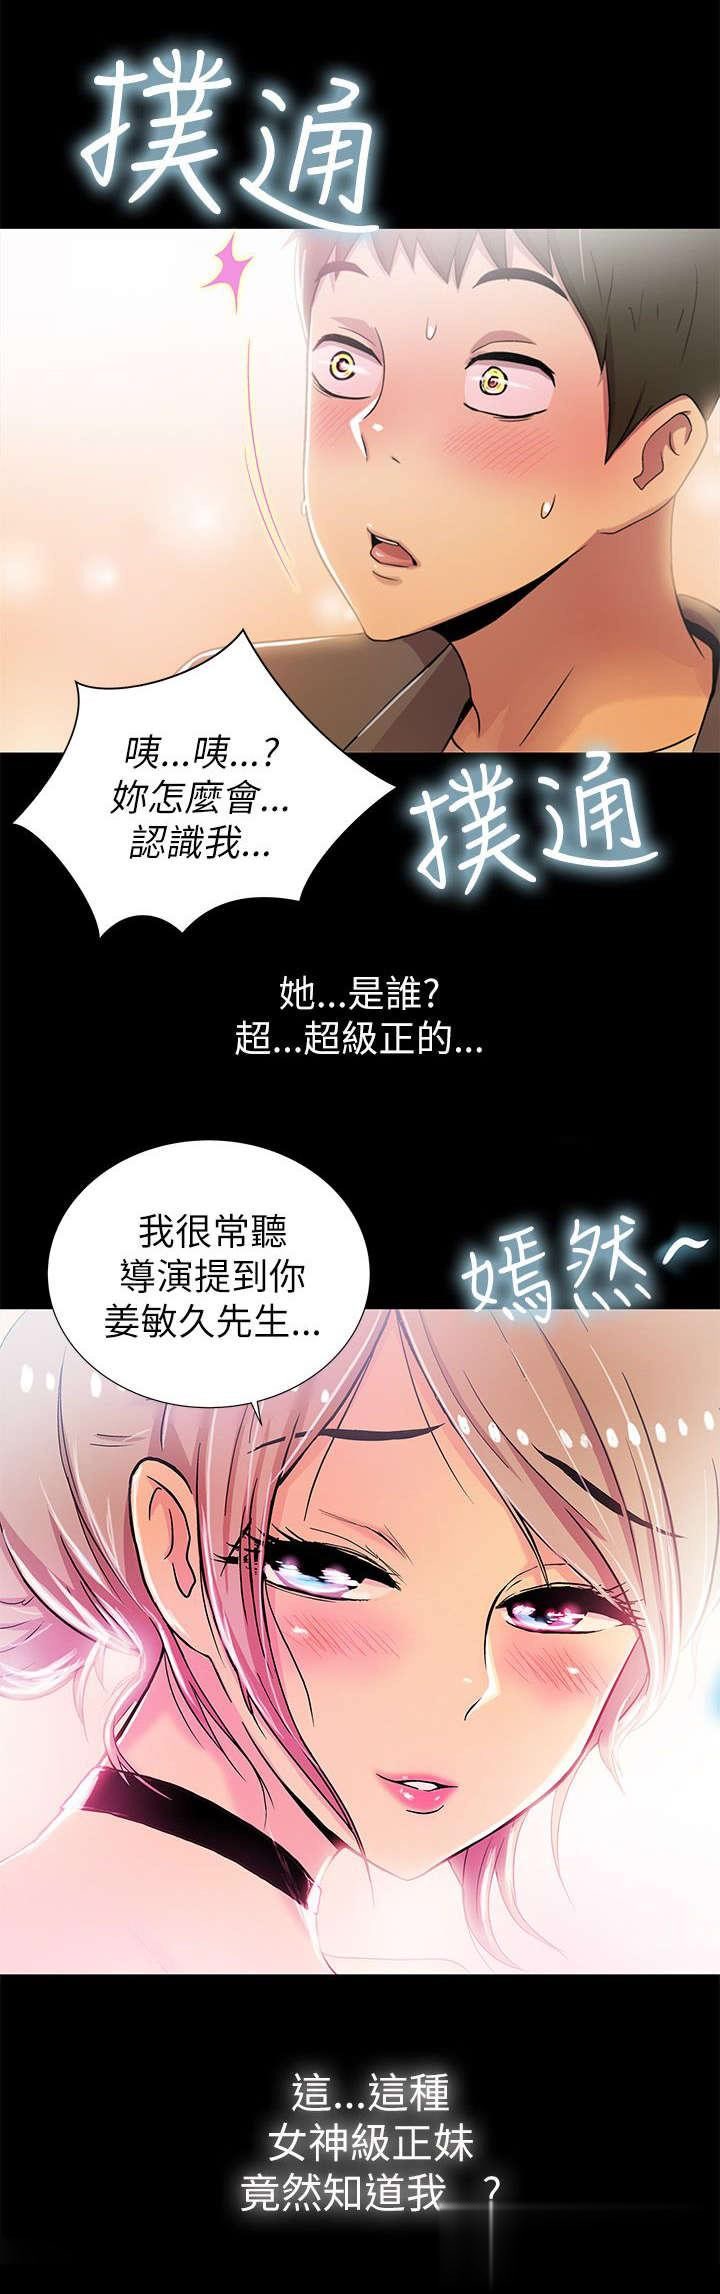 撲通
咦...咦...?
妳怎麼會...
認識我...
撲通
她...是誰?
超...超級正的...
我很常聽
導演提到你
姜敏久先生...
嫣然~
這...這種
女神級正妹
竟然知道我 ?